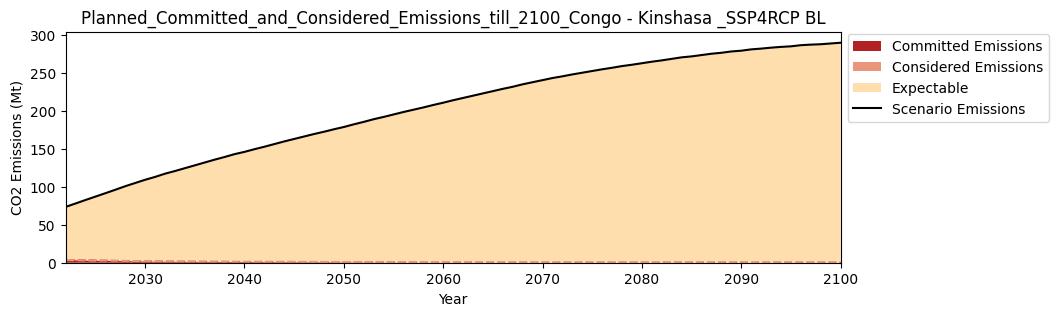 Planned_Committed_and_Considered_Emissions_till_2100_Congo - Kinshasa _SSP4RCP BL
CO2 Emissions (Mt)
300
250
200
150
100
50
0
2030 2040 2050 2060 2070 2080 2090 2100
Year
Committed Emissions
Considered Emissions
Expectable
Scenario Emissions